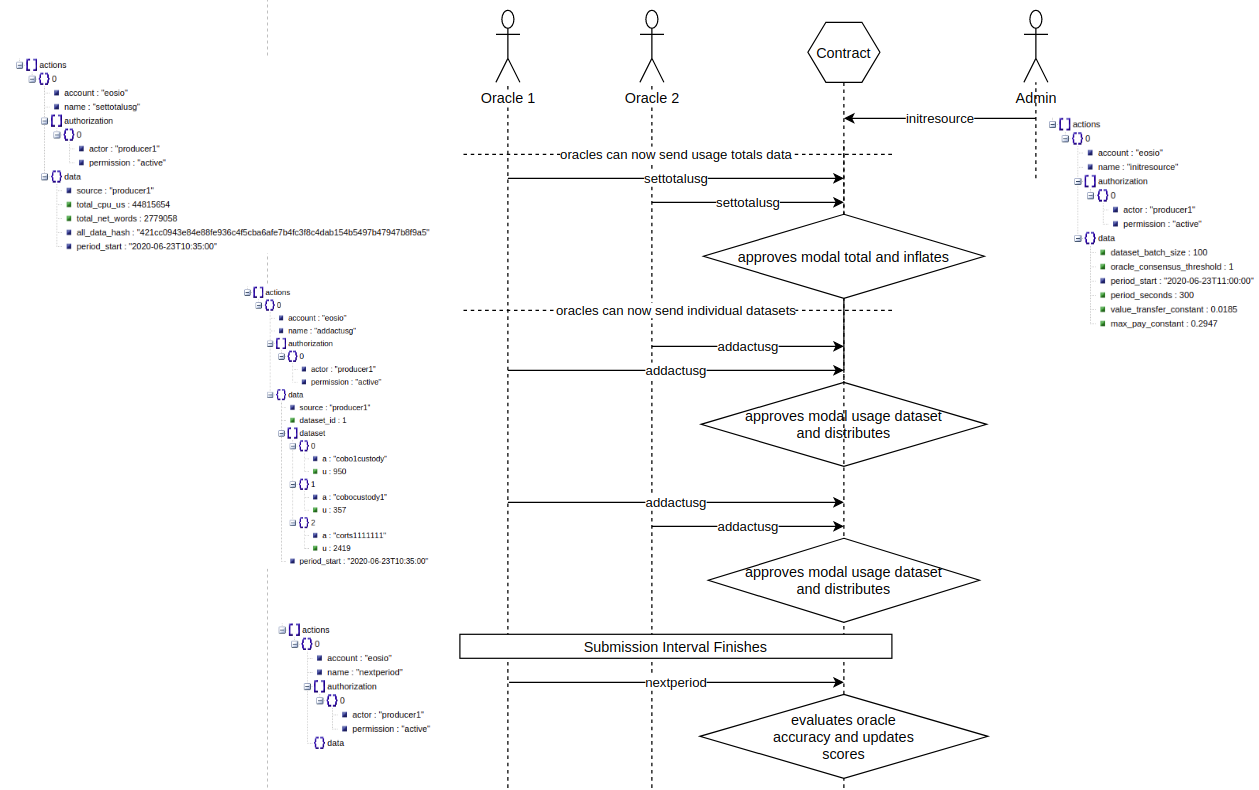 Oracle 1
Oracle 2
Contract
Admin
initresource
oracles can now send usage totals data
settotalusg
settotalusg
approves modal total and inflates
oracles can now send individual datasets
addactusg
addactusg
approves modal usage dataset
and distributes
addactusg
addactusg
approves modal usage dataset
and distributes
Submission Interval Finishes
nextperiod
evaluates oracle
accuracy and updates
scores
actions
0
account : "eosio"
name : "settotalusg"
authorization
0
actor : "producer1"
permission : "active"
data
source : "producer1"
total_cpu_us : 44815654
total_net_words : 2779058
all_data_hash : "421cc0943e84e88fe936c4f5cba6afe7b4fc3f8c4dab154b5497b47947b8f9a5"
period_start : "2020-06-23T10:35:00"
actions
0
account : "eosio"
name : "addactusg"
authorization
0
actor : "producer1"
permission : "active"
data
source : "producer1"
dataset_id : 1
dataset
0
a : "cobo1custody"
u : 950
1
a : "cobocustody1"
u : 357
2
a : "corts1111111"
u : 2419
period_start : "2020-06-23T10:35:00"
actions
0
account : "eosio"
name : "nextperiod"
authorization
0
actor : "producer1"
permission : "active"
data
actions
0
account : "eosio"
name : "initresource"
authorization
0
actor : "producer1"
permission : "active"
data
dataset_batch_size : 100
oracle_consensus_threshold : 1
period_start : "2020-06-23T11:00:00"
period_seconds : 300
value_transfer_constant : 0.0185
max_pay_constant : 0.2947